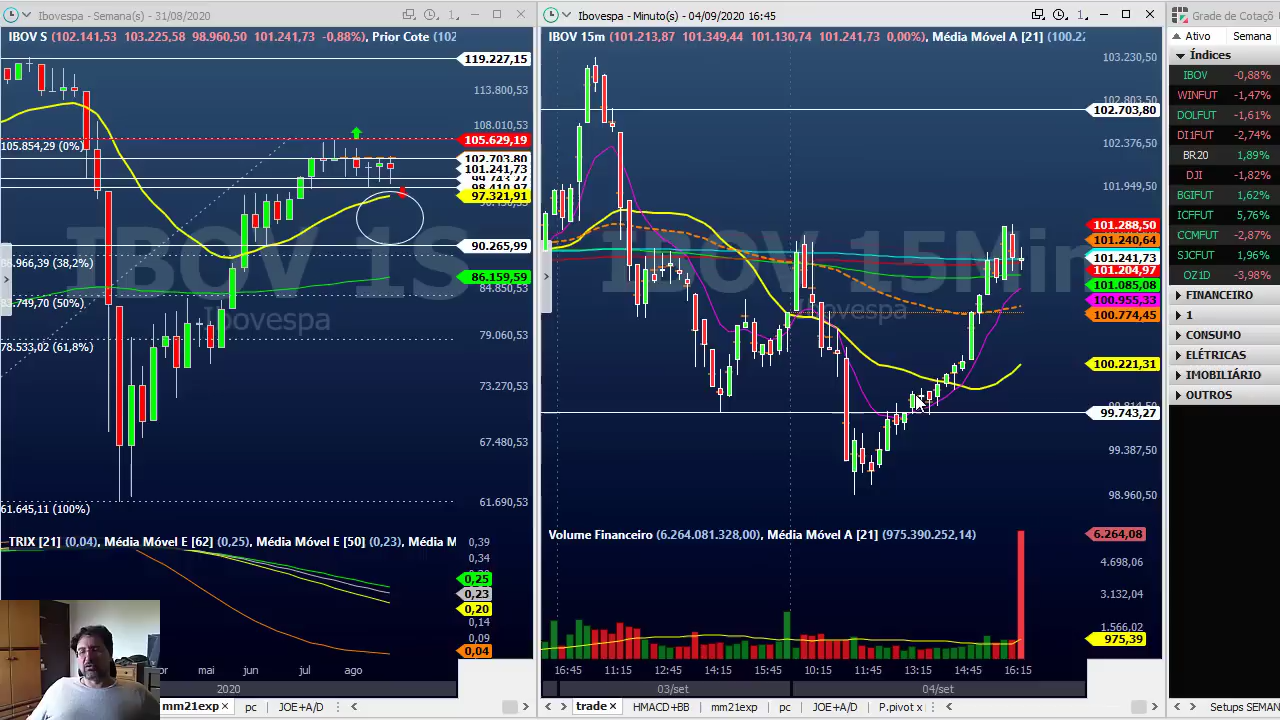 Ibovespa - Semana(s) - 31/08/2020
IBOV S (102.141,53 103.225,58 98.960,50 101.241,73 -0,88%), Prior Cote (102
119.227,15
113.800,53
108.010,53
105.629,19
105.854,29 (0%)
102.703,80
101.241,73
99.743,27
98.410,97
97.321,91
90.265,99
IBOV 1S
Ibovespa
86.159,59
84.850,53
79.060,53
73.270,53
67.480,53
61.690,53
61.645,11 (100%)
78.533,02 (61,8%)
TRIX [21] (0,04), Média Móvel E [62] (0,25), Média Móvel E [50] (0,23), Média M
0,39
0,34
0,25
0,23
0,20
0,14
0,09
0,04
mai jun jul ago
2020
mm21exp pc JOE+A/D
Ibovespa - Minuto(s) - 04/09/2020 16:45
IBOV 15m (101.213,87 101.349,44 101.130,74 101.241,73 0,00%), Média Móvel A [21] (100.22
103.230,50
102.803,50
102.703,80
102.376,50
101.949,50
101.288,50
101.240,64
101.241,73
101.204,97
101.085,08
100.955,33
100.774,45
100.221,31
99.743,27
99.387,50
98.960,50
IBOV 15Min
Ibovespa
Volume Financeiro (6.264.081.328,00), Média Móvel A [21] (975.390.252,14)
6.264,08
4.698,06
3.132,04
1.566,02
975,39
16:45 11:15 12:45 15:45 10:15 11:45 13:15 14:45 16:15
03/set 04/set
trade HMACD+BB mm21exp pc JOE+A/D P.pivot x
Grade de Cotaçõ
Ativo Semana
Índices
IBOV -0,88%
WINFUT -1,47%
DOLFUT -1,61%
DI1FUT -2,74%
BR20 1,89%
DJI -1,82%
BGIFUT 1,62%
ICFFUT 5,76%
CCMFUT -2,87%
SJCFUT 1,96%
OZ1D -3,98%
FINANCEIRO
1
CONSUMO
ELÉTRICAS
IMOBILIÁRIO
OUTROS
Setups SEMAN